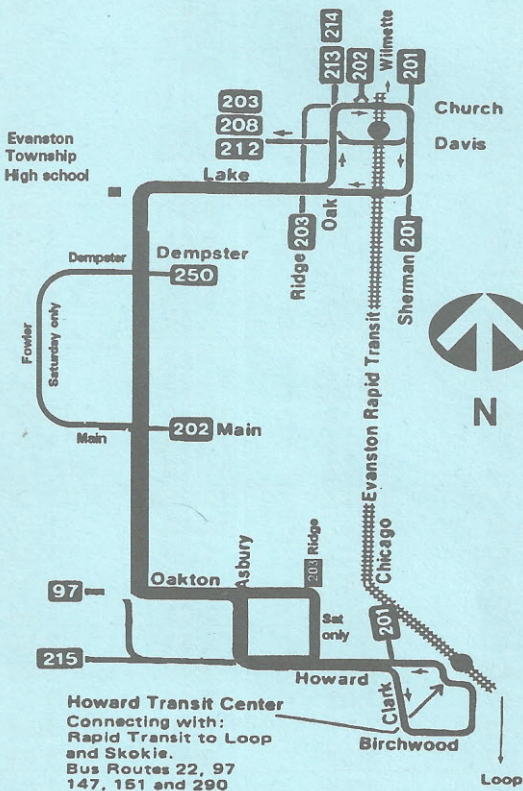 213 214
202
Wilmette
201
203
208
212
Church
Davis
Evanston
Township
High school
Lake
Ridge 203
Oak
Sherman 201
Dempster
Dempster
250
Fowler
Saturday only
Evanston Rapid Transit
N
Main
202 Main
Chicago
97
Oakton
Asbury
203 Ridge
Sat
only
201
215
Howard
Clark
Birchwood
Howard Transit Center
Connecting with:
Rapid Transit to Loop
and Skokie.
Bus Routes 22, 97
147, 151 and 290
Loop